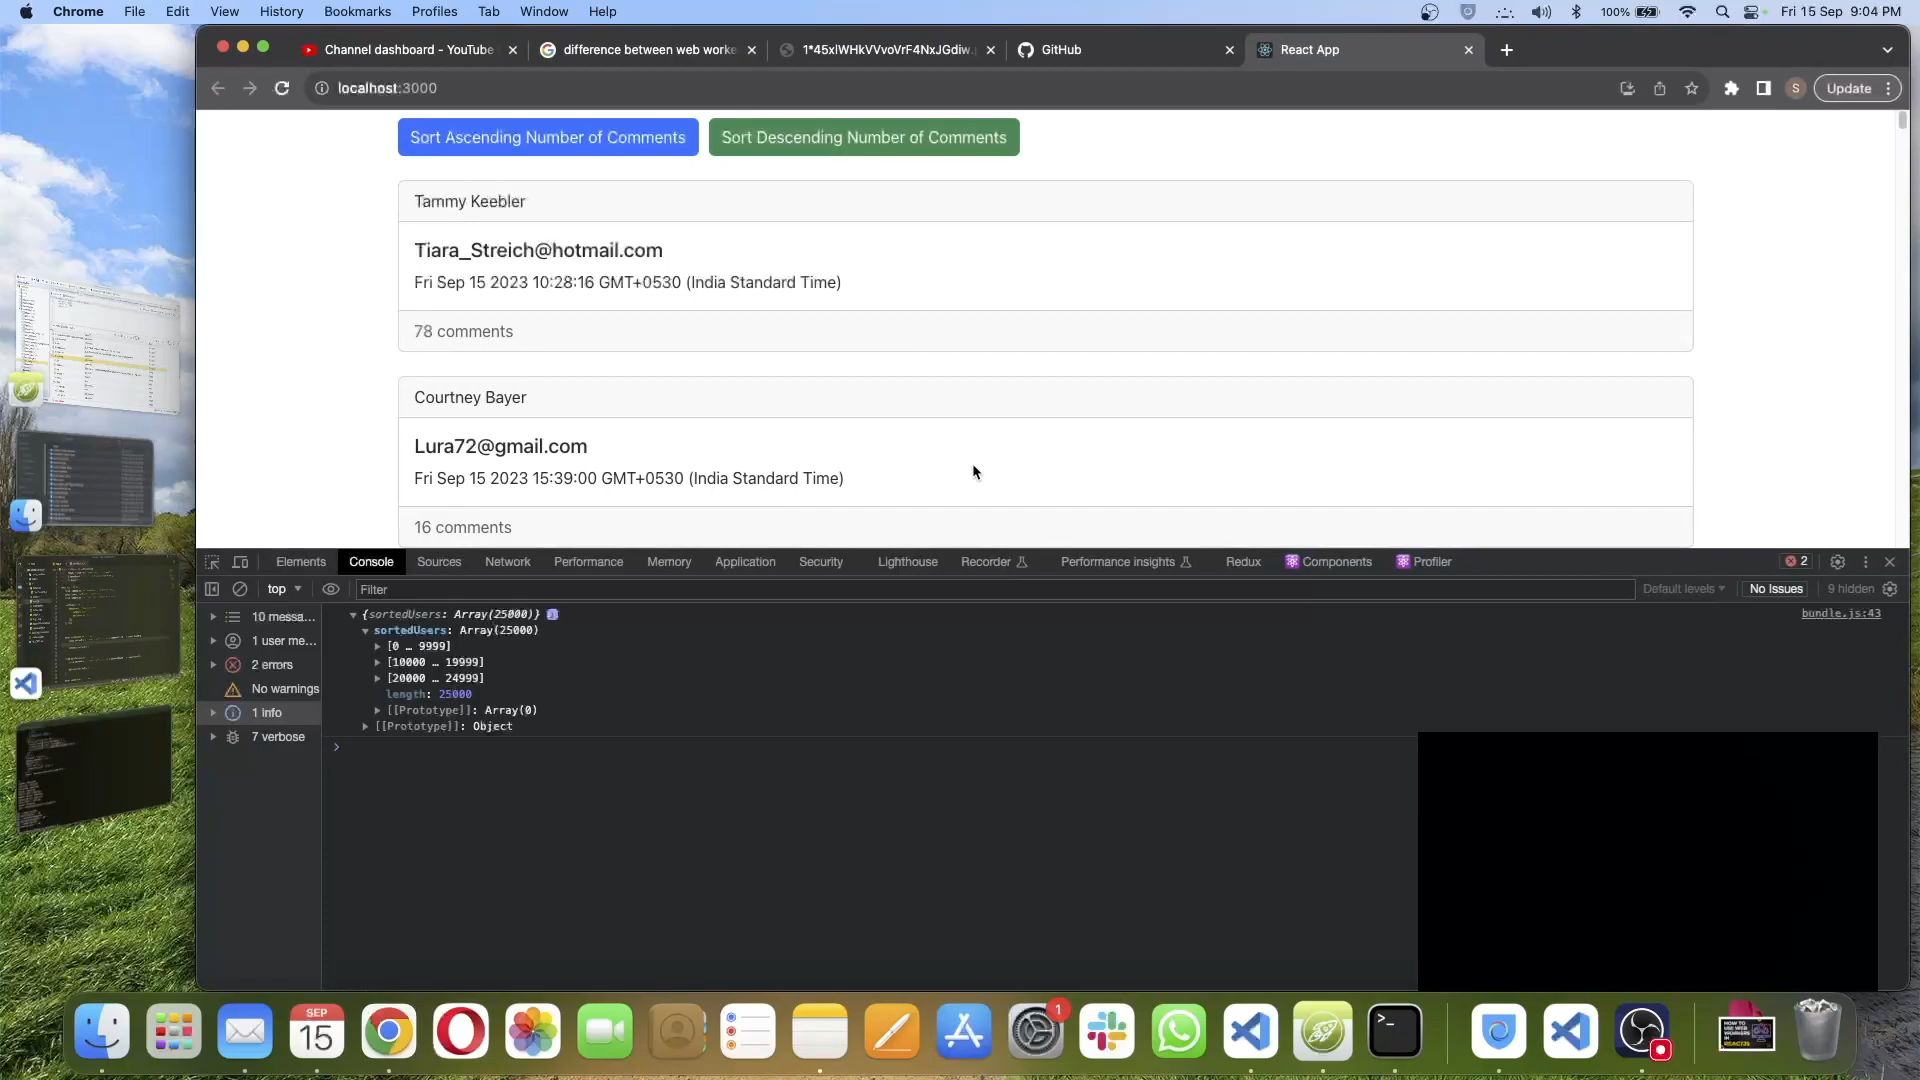 Chrome File Edit View History Bookmarks Profiles Tab Window Help
100% Fri 15 Sep 9:04 PM
Channel dashboard - YouTube
difference between web worke
1*45xlWHkVVvoVrF4NxJGdiw.
GitHub
React App
localhost:3000
S
Update
Sort Ascending Number of Comments
Sort Descending Number of Comments
Tammy Keebler
Tiara_Streich@hotmail.com
Fri Sep 15 2023 10:28:16 GMT+0530 (India Standard Time)
78 comments
Courtney Bayer
Lura72@gmail.com
Fri Sep 15 2023 15:39:00 GMT+0530 (India Standard Time)
16 comments
Elements Console Sources Network Performance Memory Application Security Lighthouse Recorder Performance insights Redux Components Profiler 2
top Filter Default levels No Issues 9 hidden
10 messa...
1 user me...
2 errors
No warnings
1 info
7 verbose
{sortedUsers: Array(25000)} i bundle.js:43
sortedUsers: Array(25000)
[0 … 9999]
[10000 … 19999]
[20000 … 24999]
length: 25000
[[Prototype]]: Array(0)
[[Prototype]]: Object
SEP
15
1
HOW TO
USE WEB
WORKERS
IN